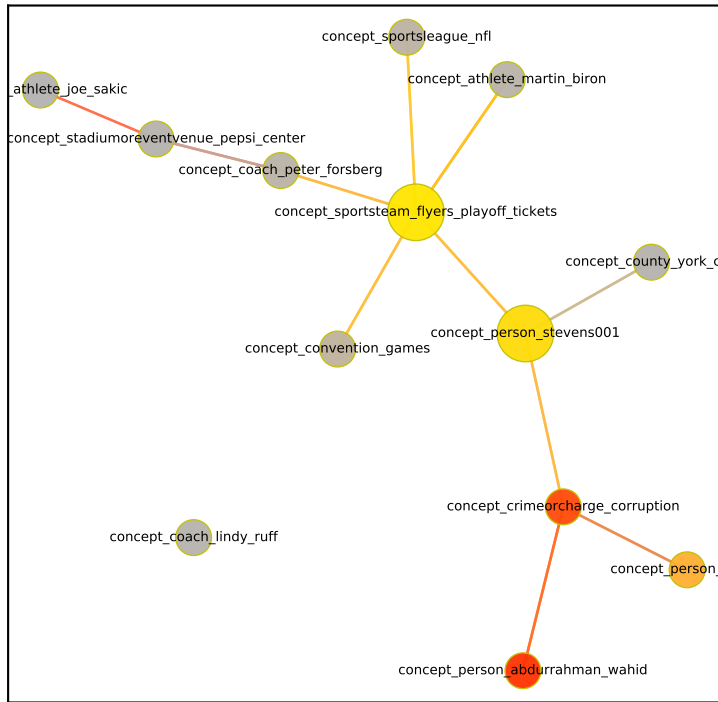 concept_sportsleague_nfl
concept_athlete_martin_biron
_athlete_joe_sakic
concept_stadiumoreventvenue_pepsi_center
concept_coach_peter_forsberg
concept_sportsteam_flyers_playoff_tickets
concept_county_york_c
concept_person_stevens001
concept_convention_games
concept_crimeorcharge_corruption
concept_coach_lindy_ruff
concept_person_
concept_person_abdurrahman_wahid